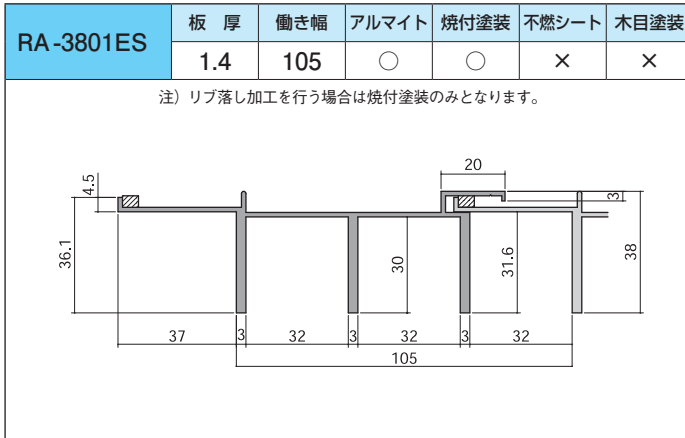 RA-3801ES
板 厚 働き幅 アルマイト 焼付塗装 不燃シート 木目塗装
1.4 105 ○ ○ × ×
注）リブ落し加工を行う場合は焼付塗装のみとなります。
20
4.5
3
36.1
30
31.6
38
37 3 32 3 32 3 32
105